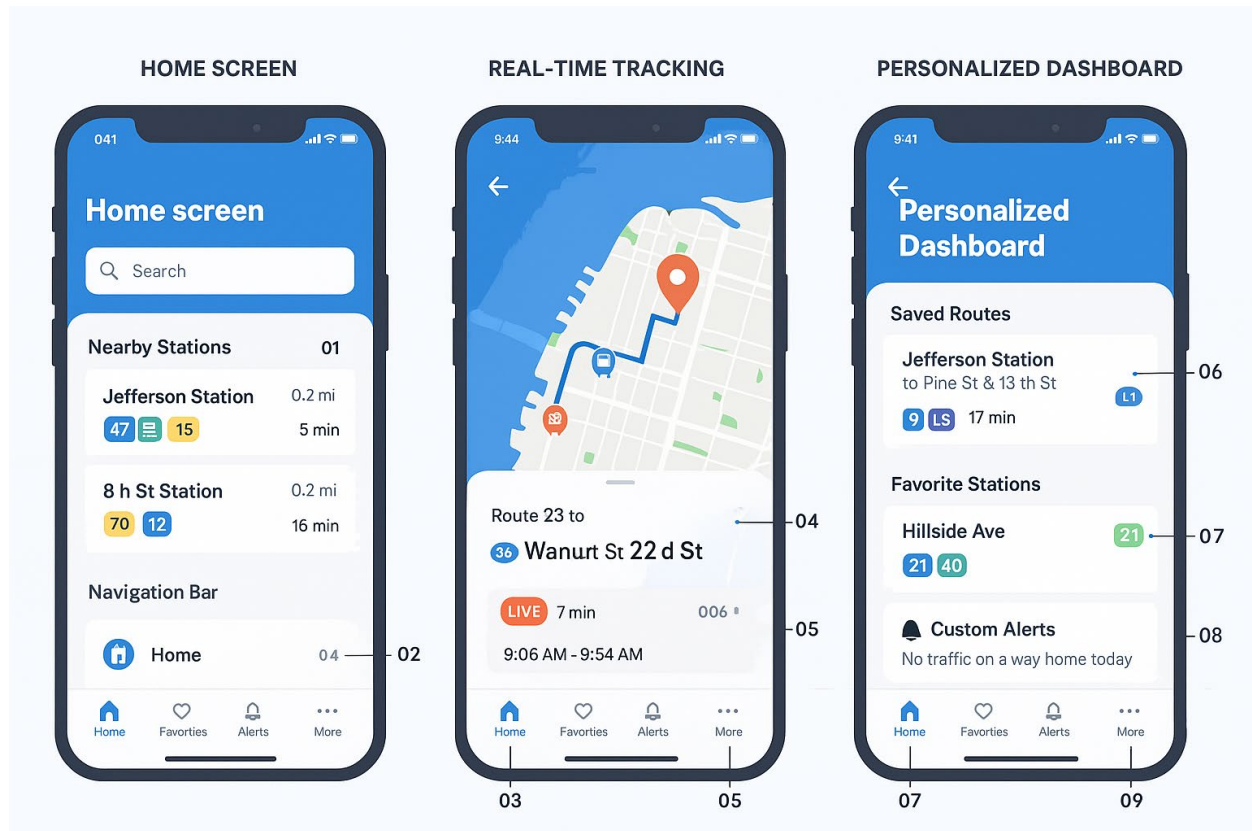 HOME SCREEN
041
Home screen
Search
Nearby Stations 01
Jefferson Station 0.2 mi
47 15 5 min
8 h St Station 0.2 mi
70 12 16 min
Navigation Bar
Home 04 02
Home Favorties Alerts More
REAL-TIME TRACKING
9:44
Route 23 to 04
36 Wanurt St 22 d St
LIVE 7 min 006
05
9:06 AM - 9:54 AM
Home Favorties Alerts More
03 05
PERSONALIZED DASHBOARD
9:41
Personalized
Dashboard
Saved Routes
Jefferson Station 06
to Pine St & 13 th St
L1
9 LS 17 min
Favorite Stations
Hillside Ave 21 07
21 40
Custom Alerts 08
No traffic on a way home today
Home Favorties Alerts More
07 09